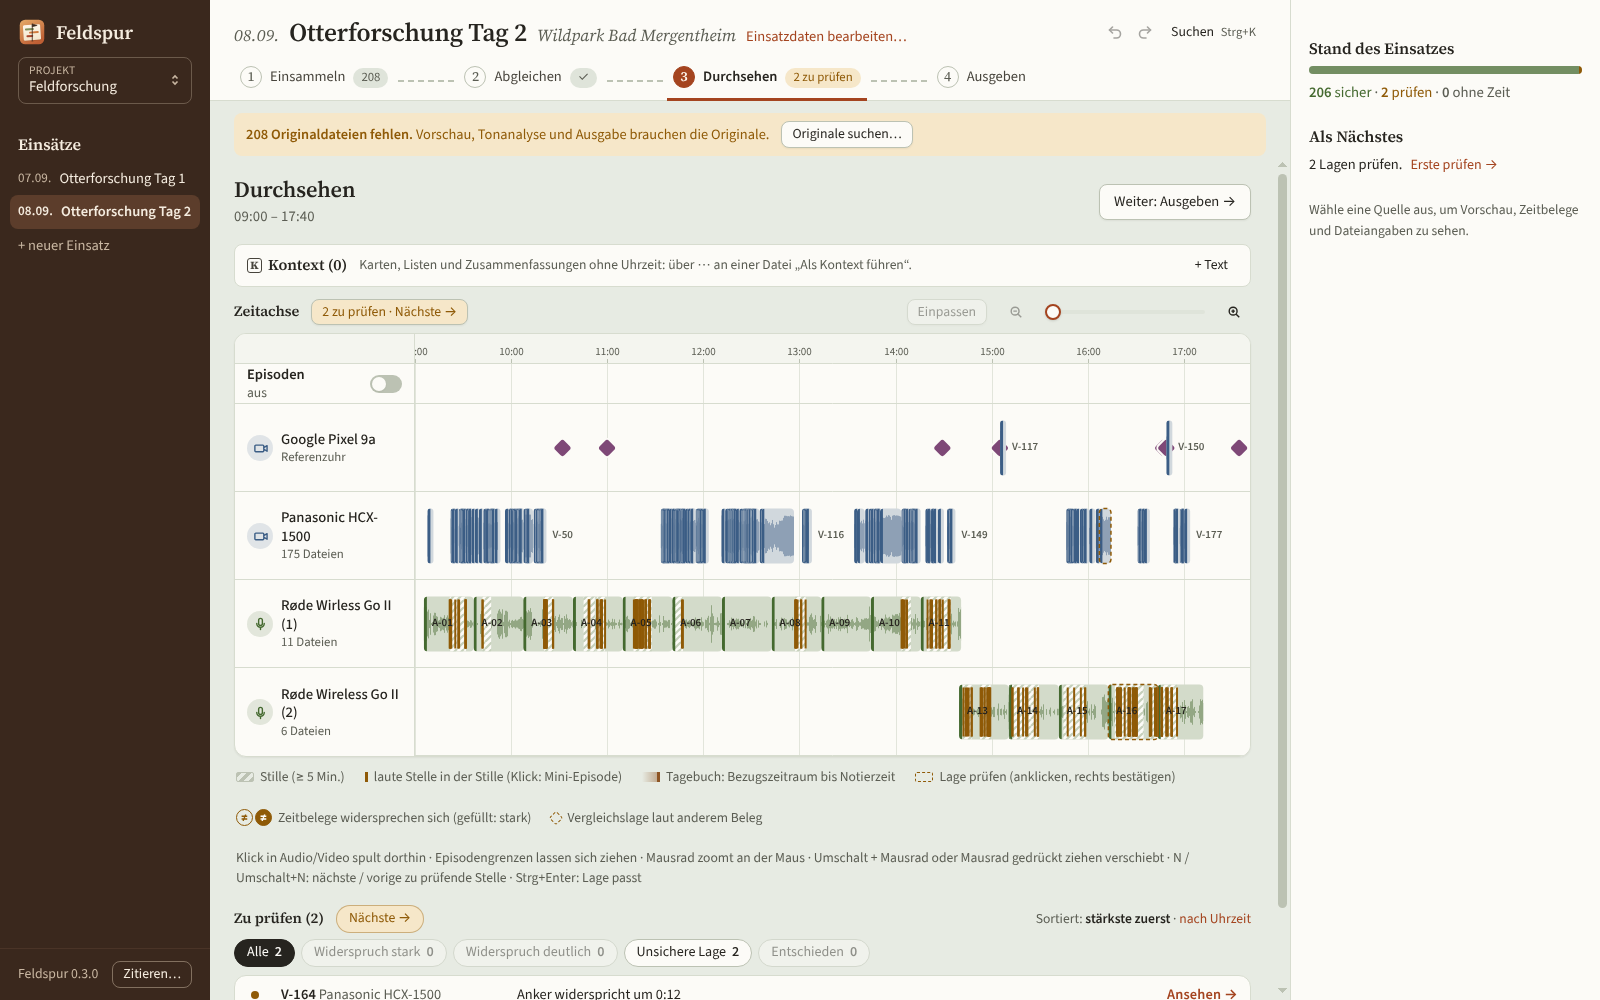 Feldspur
PROJEKT
Feldforschung
Einsätze
07.09. Otterforschung Tag 1
08.09. Otterforschung Tag 2
+ neuer Einsatz
Feldspur 0.3.0 Zitieren…
08.09. Otterforschung Tag 2 Wildpark Bad Mergentheim Einsatzdaten bearbeiten…
Suchen Strg+K
1 Einsammeln 208 2 Abgleichen ✓ 3 Durchsehen 2 zu prüfen 4 Ausgeben
208 Originaldateien fehlen. Vorschau, Tonanalyse und Ausgabe brauchen die Originale. Originale suchen…
Durchsehen
09:00 – 17:40
Weiter: Ausgeben →
K Kontext (0) Karten, Listen und Zusammenfassungen ohne Uhrzeit: über ··· an einer Datei „Als Kontext führen“. + Text
Zeitachse 2 zu prüfen · Nächste → Einpassen
:00 10:00 11:00 12:00 13:00 14:00 15:00 16:00 17:00
Episoden
aus
Google Pixel 9a
Referenzuhr
V-117 V-150
Panasonic HCX-
1500
175 Dateien
V-50 V-116 V-149 V-177
Røde Wirless Go II
(1)
11 Dateien
A-01 A-02 A-03 A-04 A-05 A-06 A-07 A-08 A-09 A-10 A-11
Røde Wireless Go II
(2)
6 Dateien
A-13 A-14 A-15 A-16 A-17
Stille (≥ 5 Min.) laute Stelle in der Stille (Klick: Mini-Episode) Tagebuch: Bezugszeitraum bis Notierzeit Lage prüfen (anklicken, rechts bestätigen)
≠ ≠ Zeitbelege widersprechen sich (gefüllt: stark) Vergleichslage laut anderem Beleg
Klick in Audio/Video spult dorthin · Episodengrenzen lassen sich ziehen · Mausrad zoomt an der Maus · Umschalt + Mausrad oder Mausrad gedrückt ziehen verschiebt · N /
Umschalt+N: nächste / vorige zu prüfende Stelle · Strg+Enter: Lage passt
Zu prüfen (2) Nächste → Sortiert: stärkste zuerst · nach Uhrzeit
Alle 2 Widerspruch stark 0 Widerspruch deutlich 0 Unsichere Lage 2 Entschieden 0
V-164 Panasonic HCX-1500 Anker widerspricht um 0:12 Ansehen →
Stand des Einsatzes
206 sicher · 2 prüfen · 0 ohne Zeit
Als Nächstes
2 Lagen prüfen. Erste prüfen →
Wähle eine Quelle aus, um Vorschau, Zeitbelege
und Dateiangaben zu sehen.